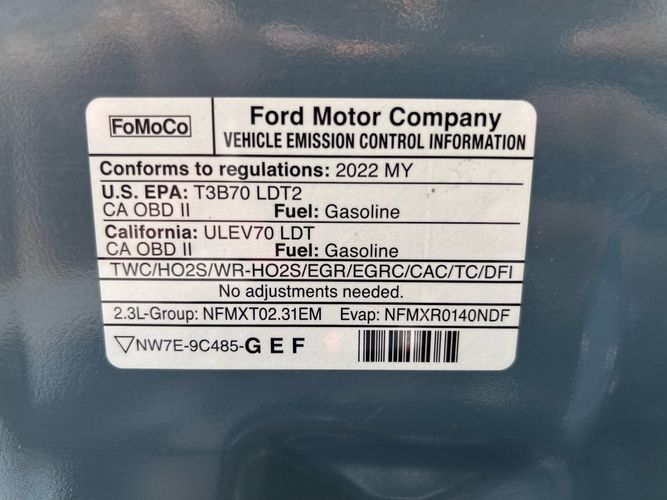 FoMoCo
Ford Motor Company
VEHICLE EMISSION CONTROL INFORMATION
Conforms to regulations: 2022 MY
U.S. EPA: T3B70 LDT2
CA OBD II Fuel: Gasoline
California: ULEV70 LDT
CA OBD II Fuel: Gasoline
TWC/HO2S/WR-HO2S/EGR/EGRC/CAC/TC/DFI
No adjustments needed.
2.3L-Group: NFMXT02.31EM Evap: NFMXR0140NDF
▽NW7E-9C485-G E F